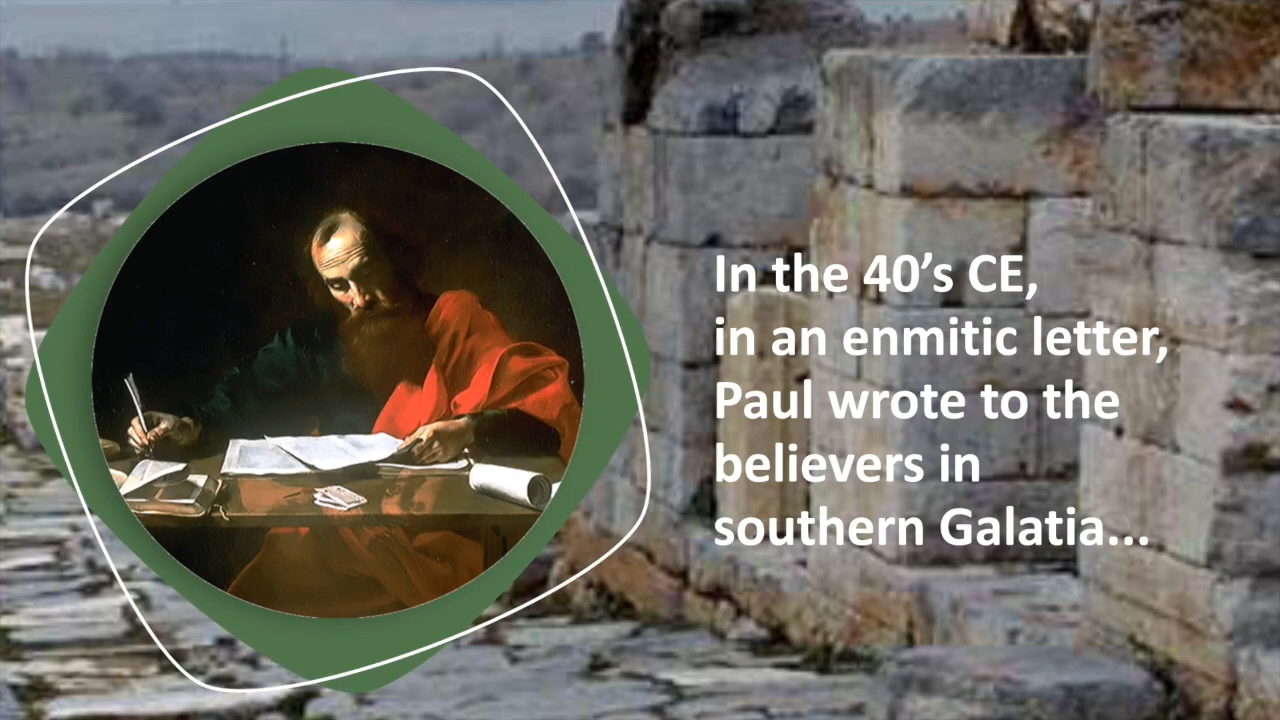 In the 40’s CE,
in an enmitic letter,
Paul wrote to the
believers in
southern Galatia...